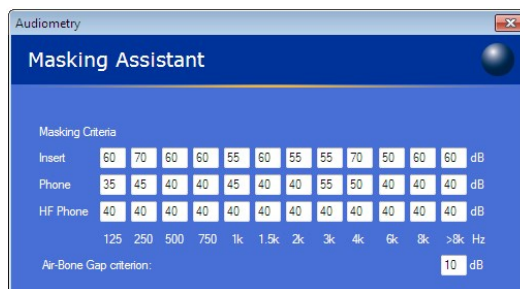 Audiometry
Masking Assistant
Masking Criteria
Insert 60 70 60 60 55 60 55 55 70 50 60 60 dB
Phone 35 45 40 40 45 40 40 55 50 40 40 40 dB
HF Phone 40 40 40 40 40 40 40 40 40 40 40 40 dB
125 250 500 750 1k 1.5k 2k 3k 4k 6k 8k >8k Hz
Air-Bone Gap criterion: 10 dB